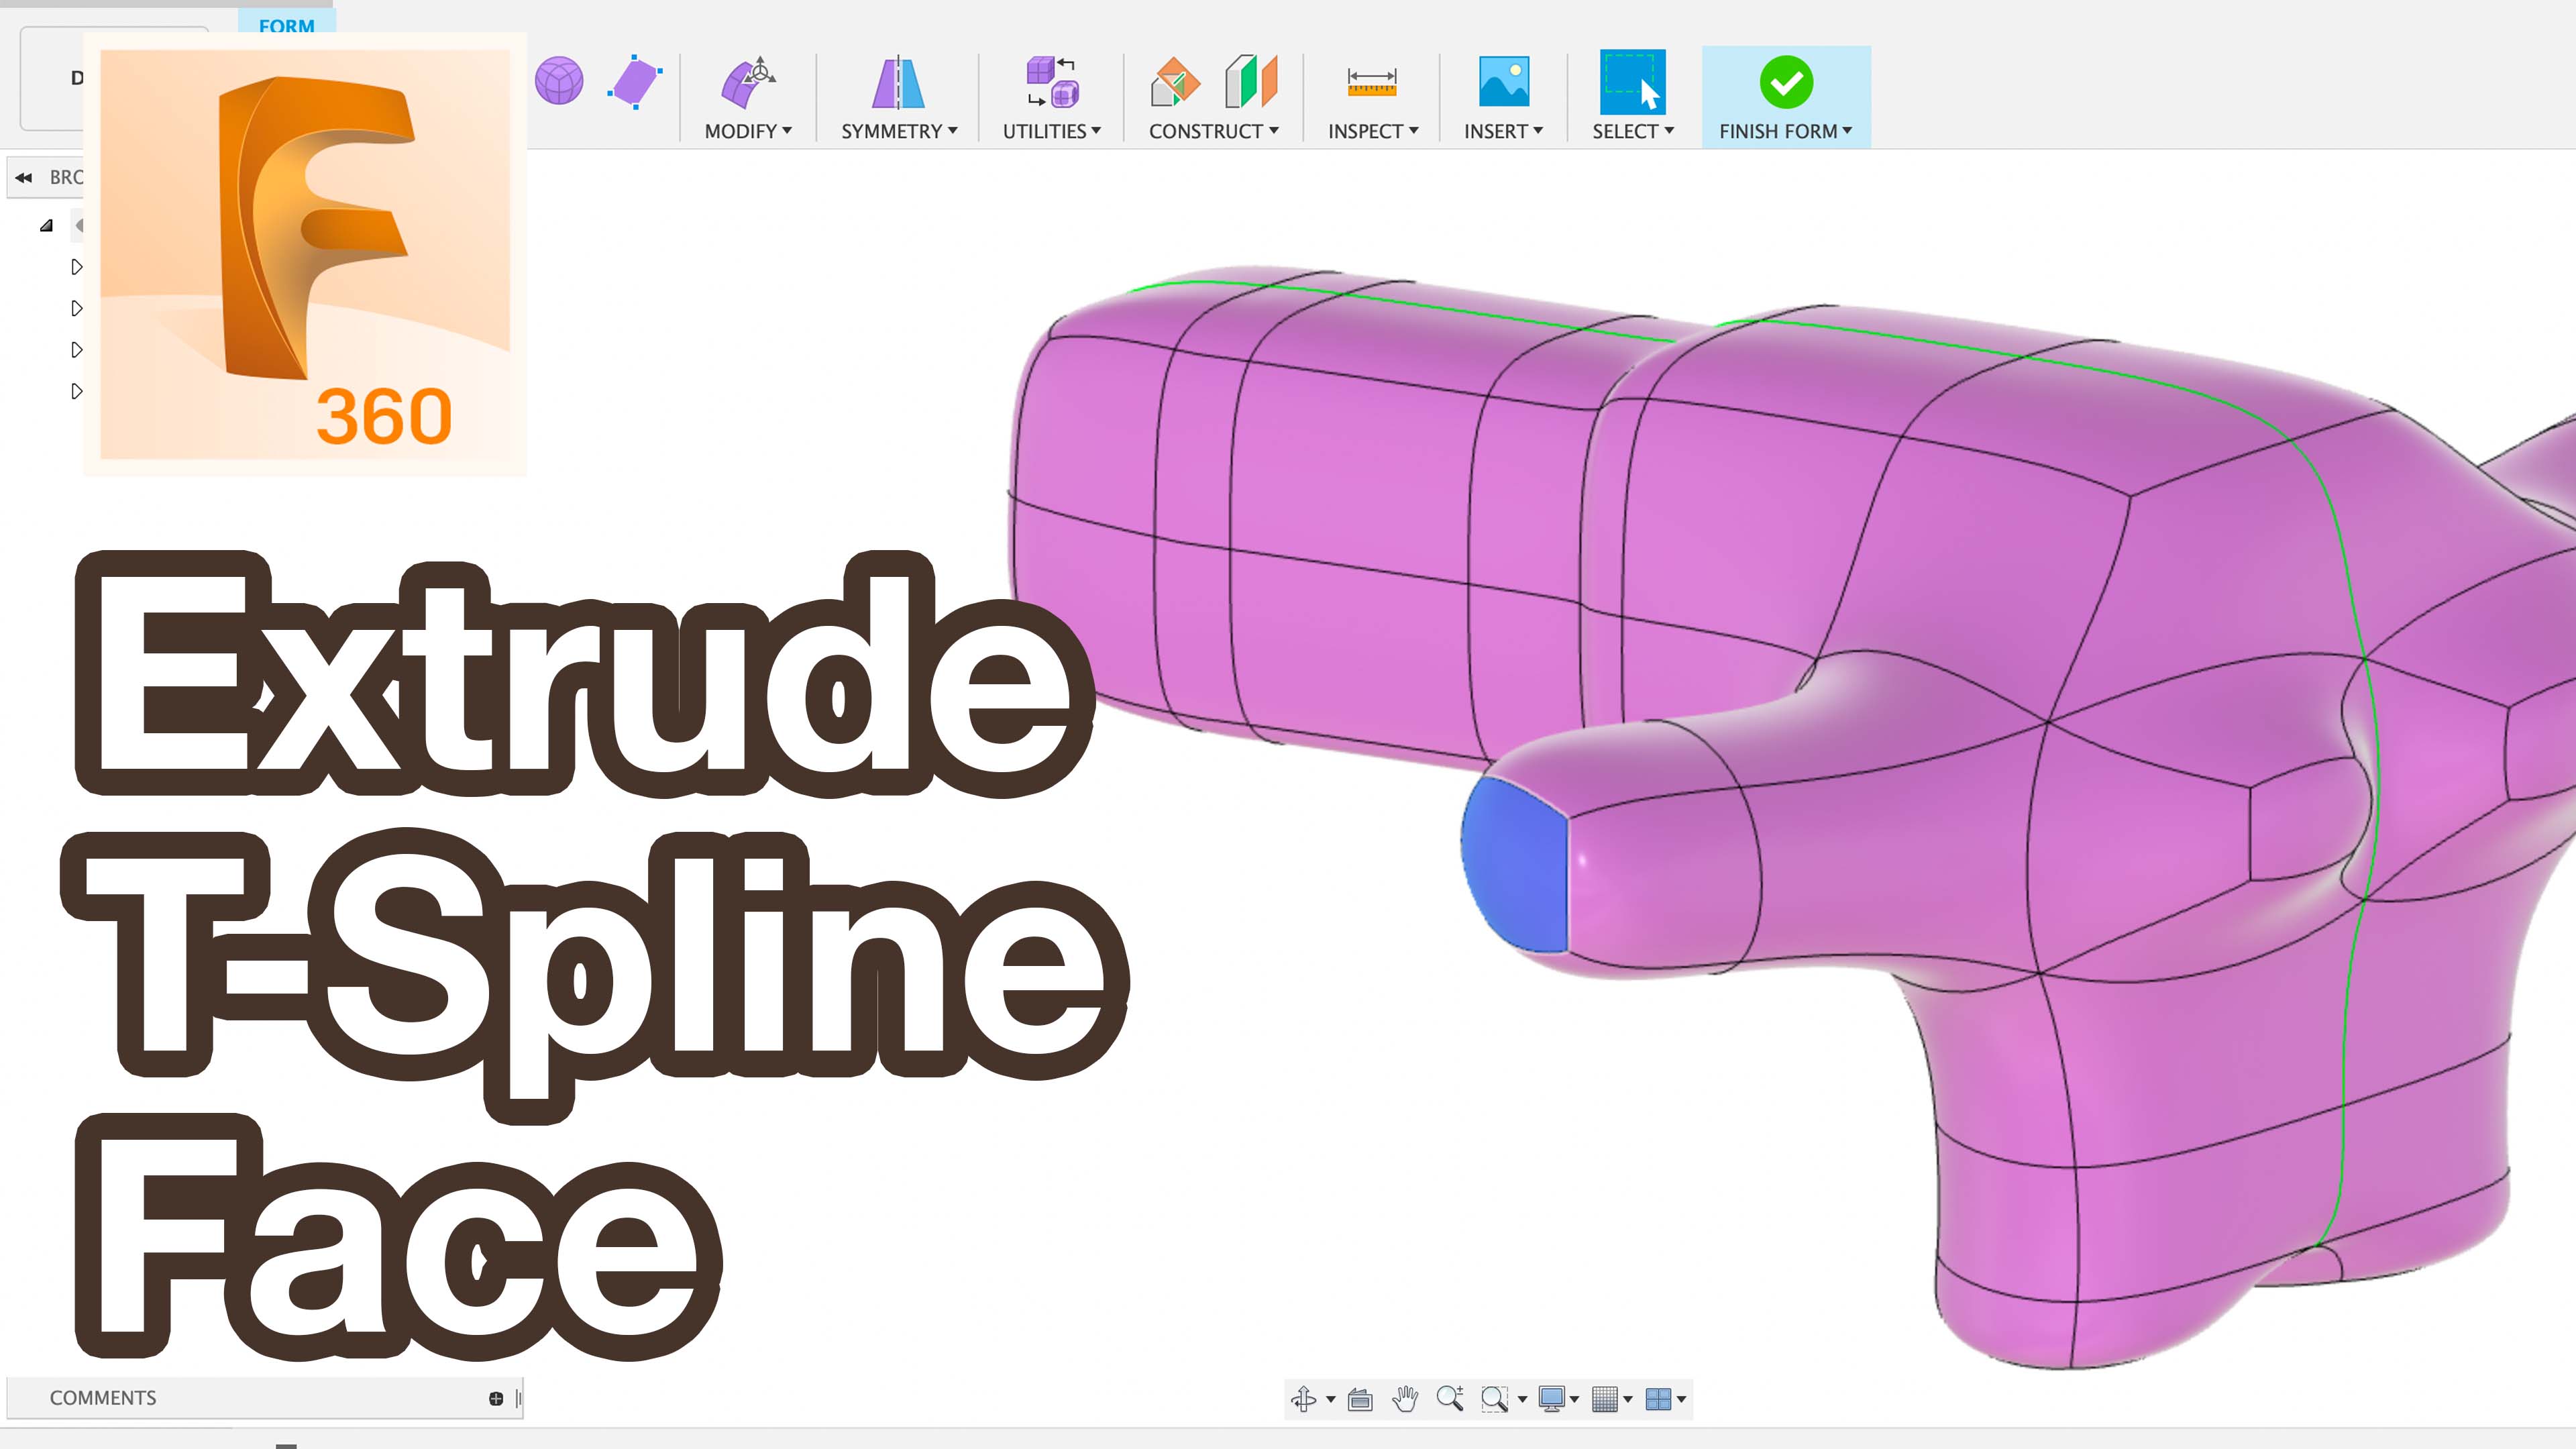 FORM
D
MODIFY
SYMMETRY
UTILITIES
CONSTRUCT
INSPECT
INSERT
SELECT
FINISH FORM
BRO
360
Extrude
T-Spline
Face
COMMENTS